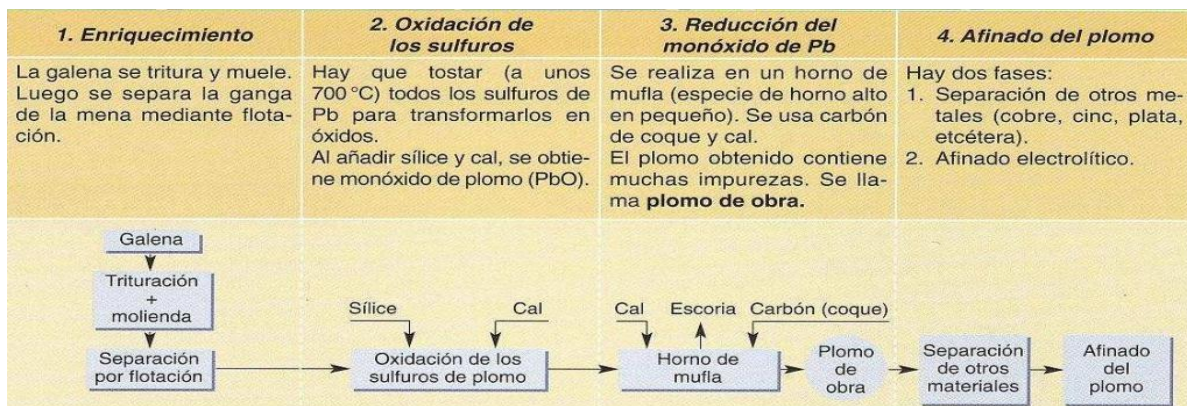 1. Enriquecimiento
2. Oxidación de
los sulfuros
3. Reducción del
monóxido de Pb
4. Afinado del plomo
La galena se tritura y muele.
Luego se separa la ganga
de la mena mediante flota-
ción.
Hay que tostar (a unos
700 °C) todos los sulfuros de
Pb para transformarlos en
óxidos.
Al añadir sílice y cal, se obtie-
ne monóxido de plomo (PbO).
Se realiza en un horno de
mufla (especie de horno alto
en pequeño). Se usa carbón
de coque y cal.
El plomo obtenido contiene
muchas impurezas. Se lla-
ma plomo de obra.
Hay dos fases:
1. Separación de otros me-
tales (cobre, cinc, plata,
etcétera).
2. Afinado electrolítico.
Galena
Trituración
+
molienda
Separación
por flotación
Sílice
Cal
Oxidación de los
sulfuros de plomo
Cal
Escoria
Carbón (coque)
Horno de
mufla
Plomo
de
obra
Separación
de otros
materiales
Afinado
del
plomo